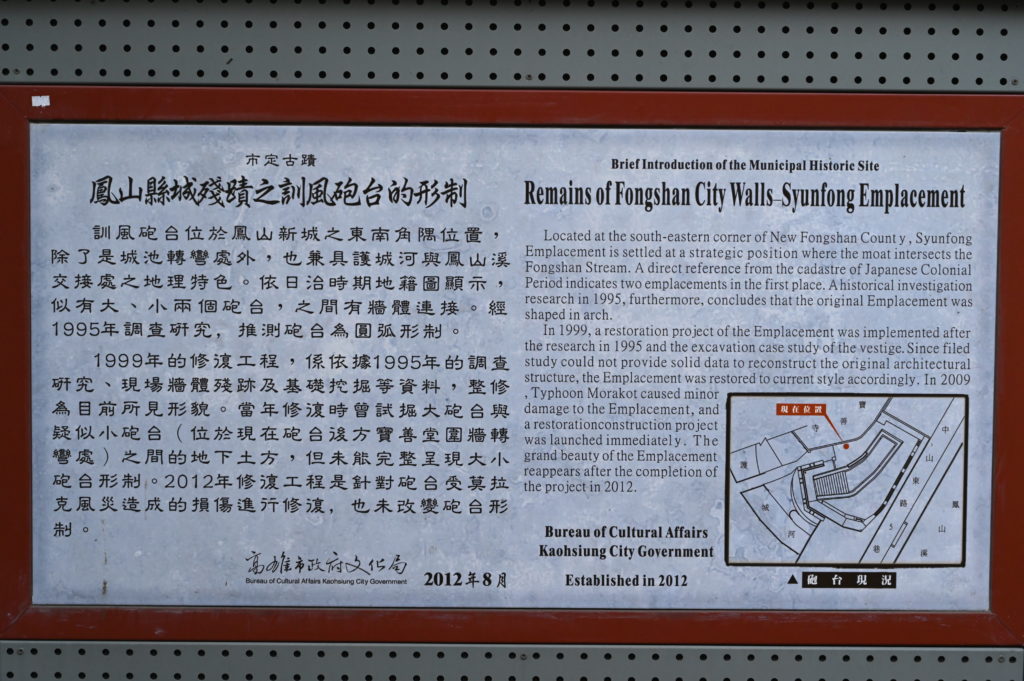 市定古蹟
鳳山縣城殘蹟之訓風砲台的形制
訓風砲台位於鳳山新城之東南角隅位置，
除了是城池轉彎處外，也兼具護城河與鳳山溪
交接處之地理特色。依日治時期地籍圖顯示，
似有大、小兩個砲台，之間有牆體連接。經
1995年調查研究，推測砲台為圓弧形制。
1999年的修復工程，係依據1995年的調查
研究、現場牆體殘跡及基礎挖掘等資料，整修
為目前所見形貌。當年修復時曾試掘大砲台與
疑似小砲台（位於現在砲台後方寶善堂圍牆轉
彎處）之間的地下土方，但未能完整呈現大小
砲台形制。2012年修復工程是針對砲台受莫拉
克風災造成的損傷進行修復，也未改變砲台形
制。
高雄市政府文化局
Bureau of Cultural Affairs Kaohsiung City Government
2012年8月
Brief Introduction of the Municipal Historic Site
Remains of Fongshan City Walls–Syunfong Emplacement
Located at the south-eastern corner of New Fongshan County, Syunfong
Emplacement is settled at a strategic position where the moat intersects the
Fongshan Stream. A direct reference from the cadastre of Japanese Colonial
Period indicates two emplacements in the first place. A historical investigation
research in 1995, furthermore, concludes that the original Emplacement was
shaped in arch.
In 1999, a restoration project of the Emplacement was implemented after
the research in 1995 and the excavation case study of the vestige. Since filed
study could not provide solid data to reconstruct the original architectural
structure, the Emplacement was restored to current style accordingly. In 2009
, Typhoon Morakot caused minor
damage to the Emplacement, and
a restorationconstruction project
was launched immediately. The
grand beauty of the Emplacement
reappears after the completion of
the project in 2012.
Bureau of Cultural Affairs
Kaohsiung City Government
Established in 2012
現在位置
寶
善
寺
護
城
河
中
山
路
5
巷
鳳
山
溪
▲砲台現況